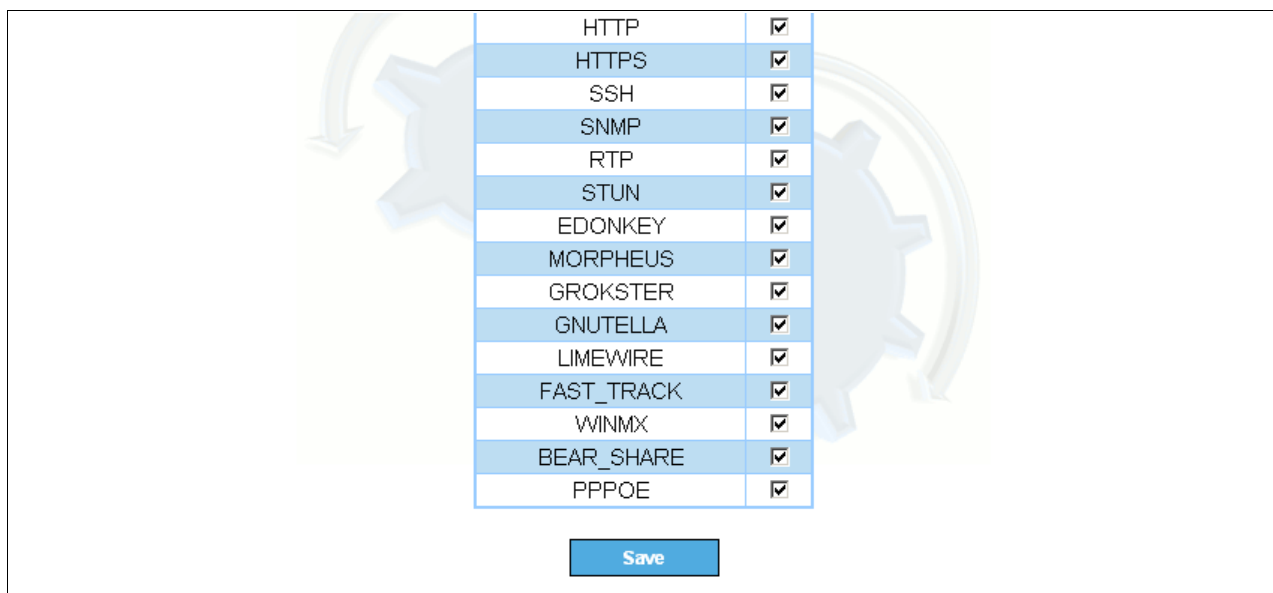 HTTP
HTTPS
SSH
SNMP
RTP
STUN
EDONKEY
MORPHEUS
GROKSTER
GNUTELLA
LIMEWIRE
FAST_TRACK
WINMX
BEAR_SHARE
PPPOE
Save